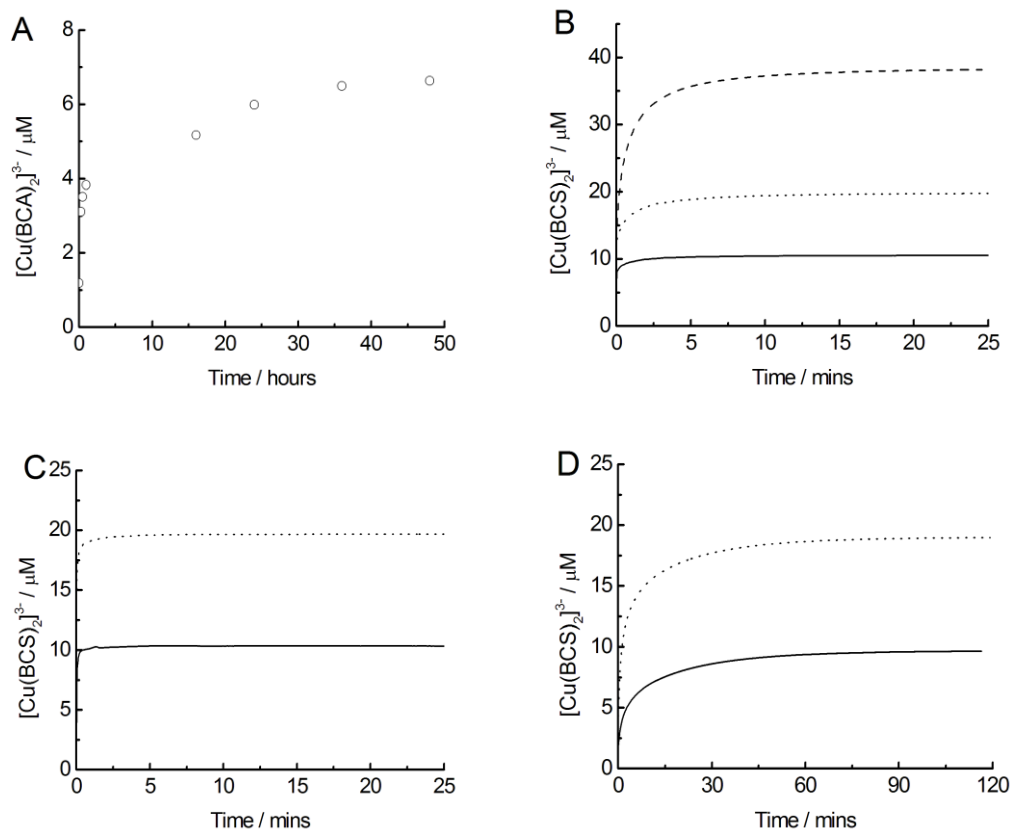 A
[Cu(BCA)₂]³⁻ / μM
8
6
4
2
0
0 10 20 30 40 50
Time / hours
B
[Cu(BCS)₂]³⁻ / μM
40
30
20
10
0
0 5 10 15 20 25
Time / mins
C
[Cu(BCS)₂]³⁻ / μM
25
20
15
10
5
0
0 5 10 15 20 25
Time / mins
D
[Cu(BCS)₂]³⁻ / μM
25
20
15
10
5
0
0 30 60 90 120
Time / mins